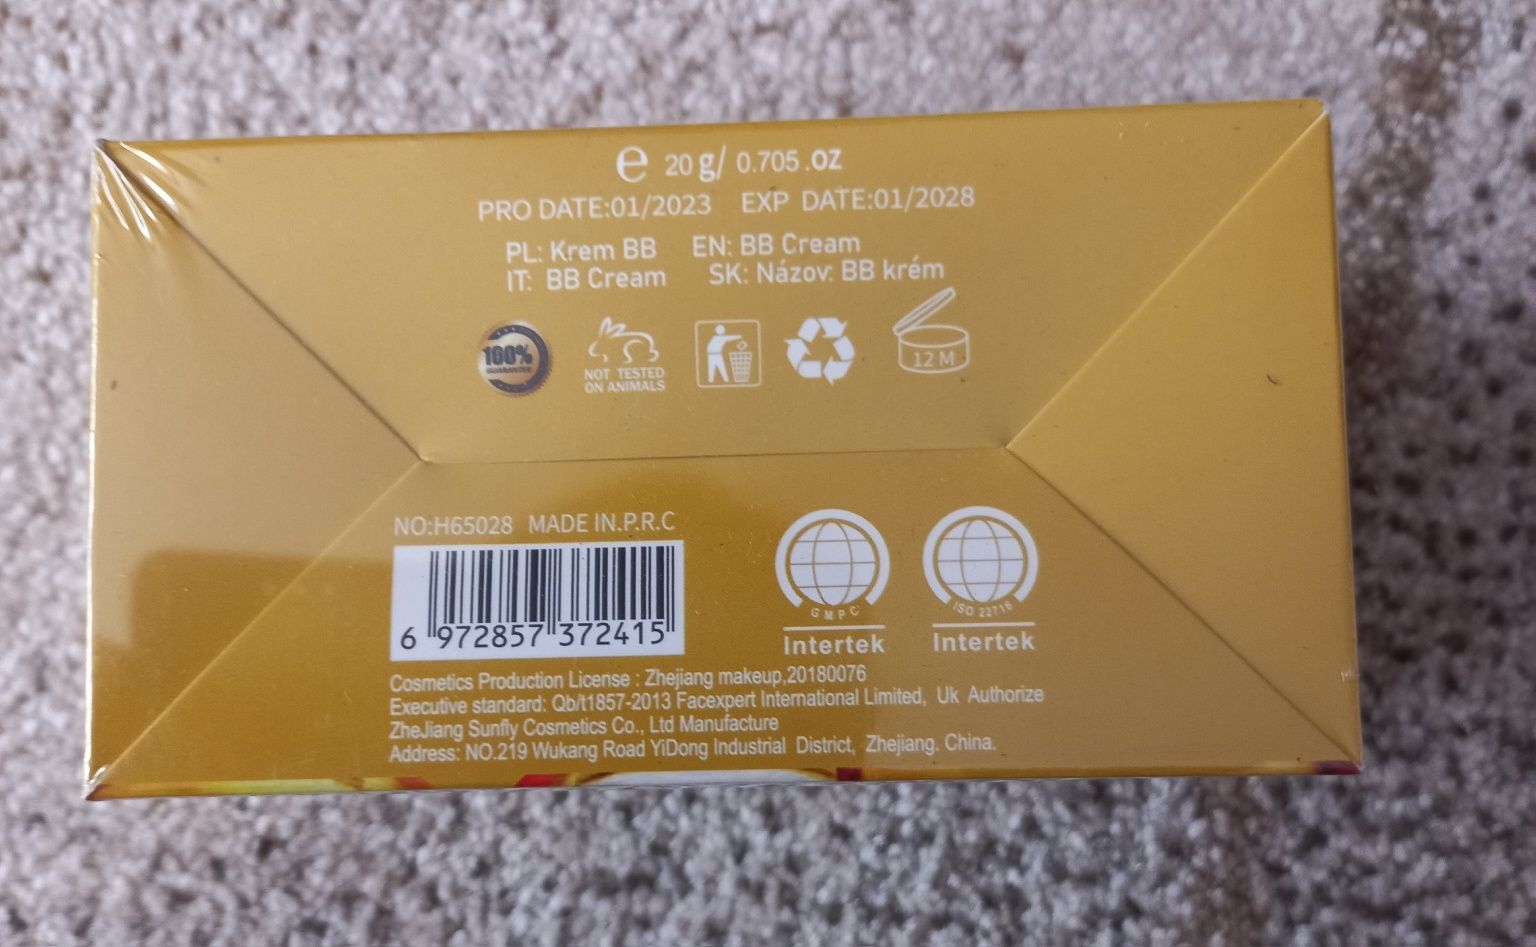 e 20 g/ 0.705 .oz
PRO DATE:01/2023 EXP DATE:01/2028
PL: Krem BB EN: BB Cream
IT: BB Cream SK: Názov: BB krém
100%
GUARANTEE
NOT TESTED
ON ANIMALS
12 M
NO:H65028 MADE IN.P.R.C
6 972857 372415
GMPC
Intertek
ISO 22716
Intertek
Cosmetics Production License : Zhejiang makeup,20180076
Executive standard: Qb/t1857-2013 Facexpert International Limited, Uk Authorize
ZheJiang Sunfly Cosmetics Co., Ltd Manufacture
Address: NO.219 Wukang Road YiDong Industrial District, Zhejiang. China.